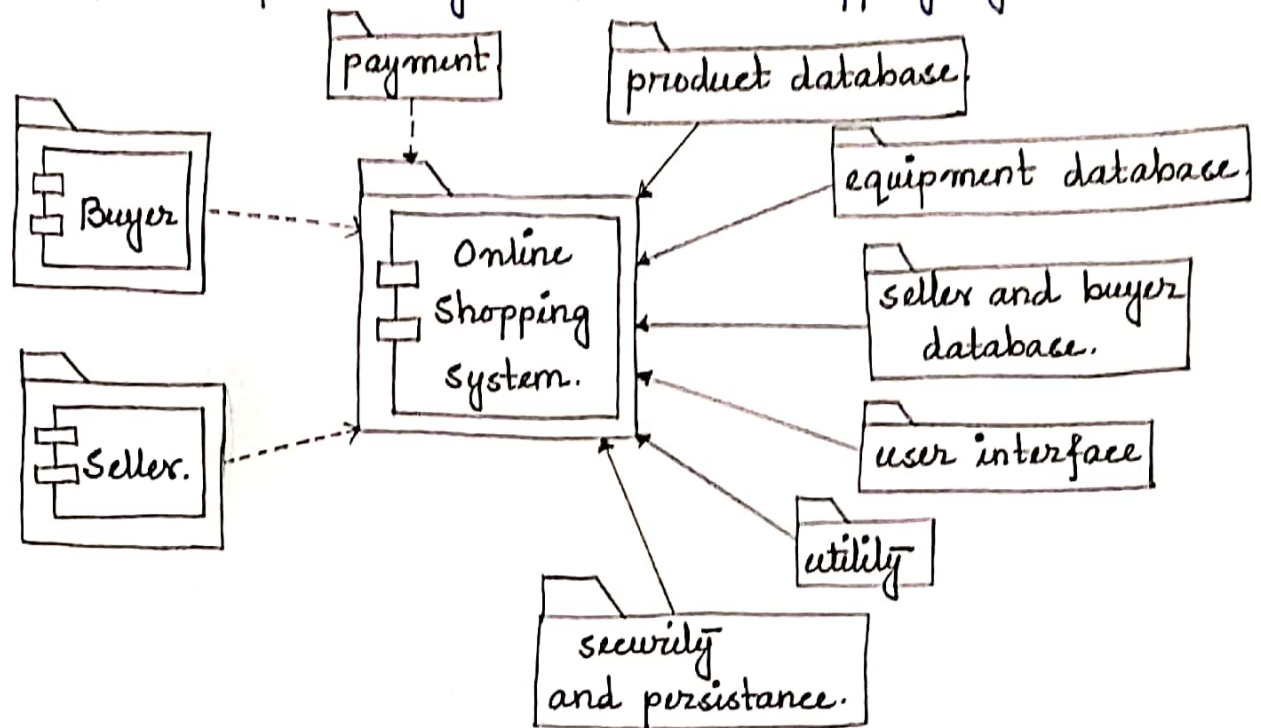 payment
product database.
equipment database.
Buyer
Online
shopping
system.
seller and buyer
database.
Seller.
user interface
utility
security
and persistance.